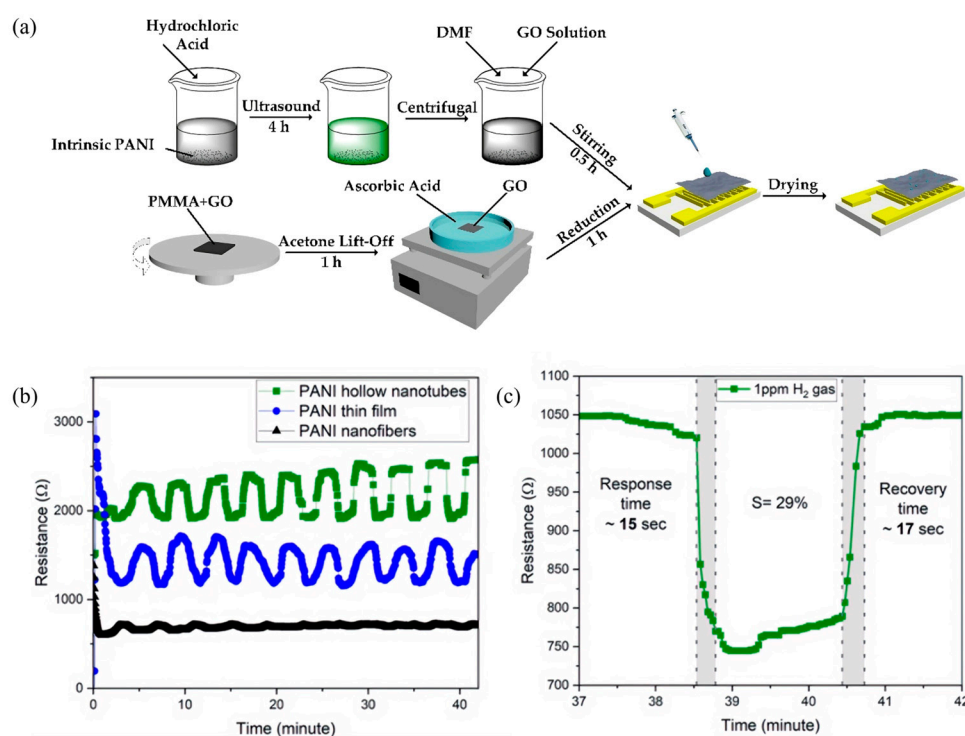 (a)
Hydrochloric
Acid
DMF
GO Solution
Ultrasound
4 h
Centrifugal
Intrinsic PANI
Stirring
0.5 h
Ascorbic Acid
GO
PMMA+GO
Acetone Lift-Off
1 h
Reduction
1 h
Drying
(b)
PANI hollow nanotubes
PANI thin film
PANI nanofibers
3000
2000
1000
0
Resistance (Ω)
0
10
20
30
40
Time (minute)
(c)
1ppm H₂ gas
1100
1050
1000
950
900
850
800
750
700
Resistance (Ω)
Response
time
~ 15 sec
S= 29%
Recovery
time
~ 17 sec
37
38
39
40
41
42
Time (minute)